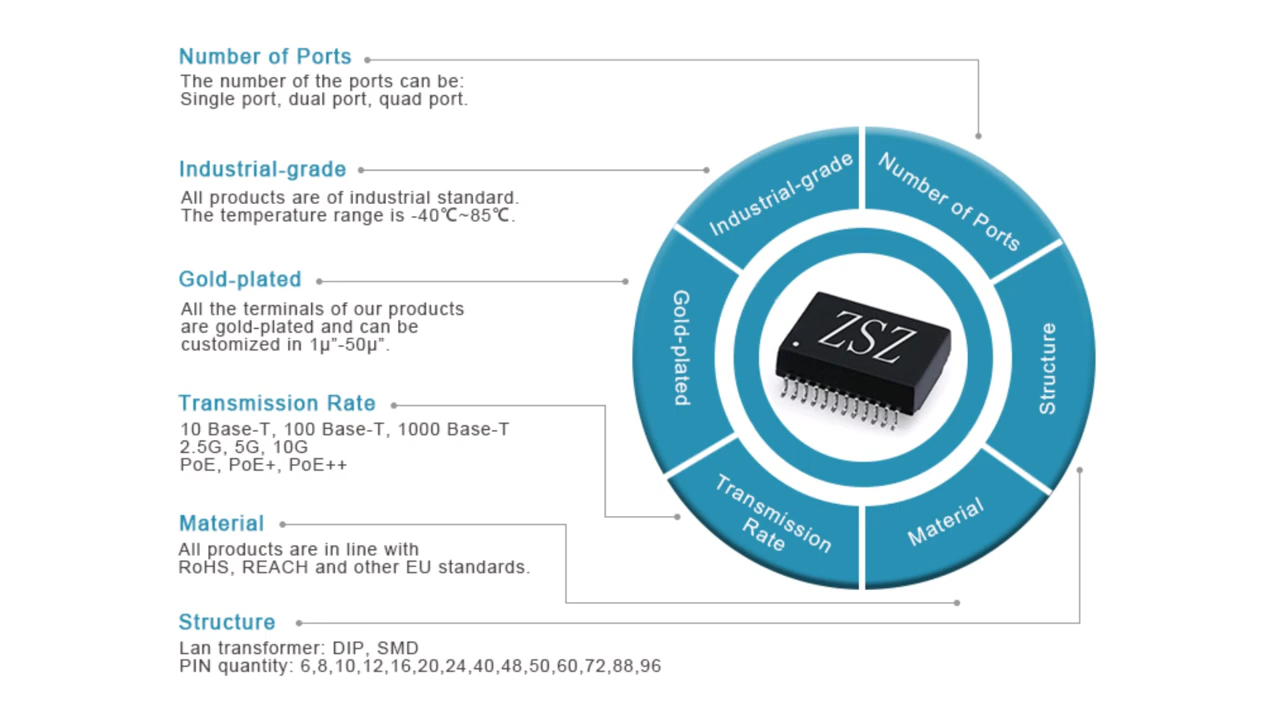 Number of Ports
The number of the ports can be:
Single port, dual port, quad port.
Industrial-grade
All products are of industrial standard.
The temperature range is -40℃~85℃.
Gold-plated
All the terminals of our products
are gold-plated and can be
customized in 1μ"-50μ".
Transmission Rate
10 Base-T, 100 Base-T, 1000 Base-T
2.5G, 5G, 10G
PoE, PoE+, PoE++
Material
All products are in line with
RoHS, REACH and other EU standards.
Structure
Lan transformer: DIP, SMD
PIN quantity: 6,8,10,12,16,20,24,40,48,50,60,72,88,96
Industrial-grade
Number of Ports
Gold-plated
Structure
Transmission
Rate
Material
ZSZ